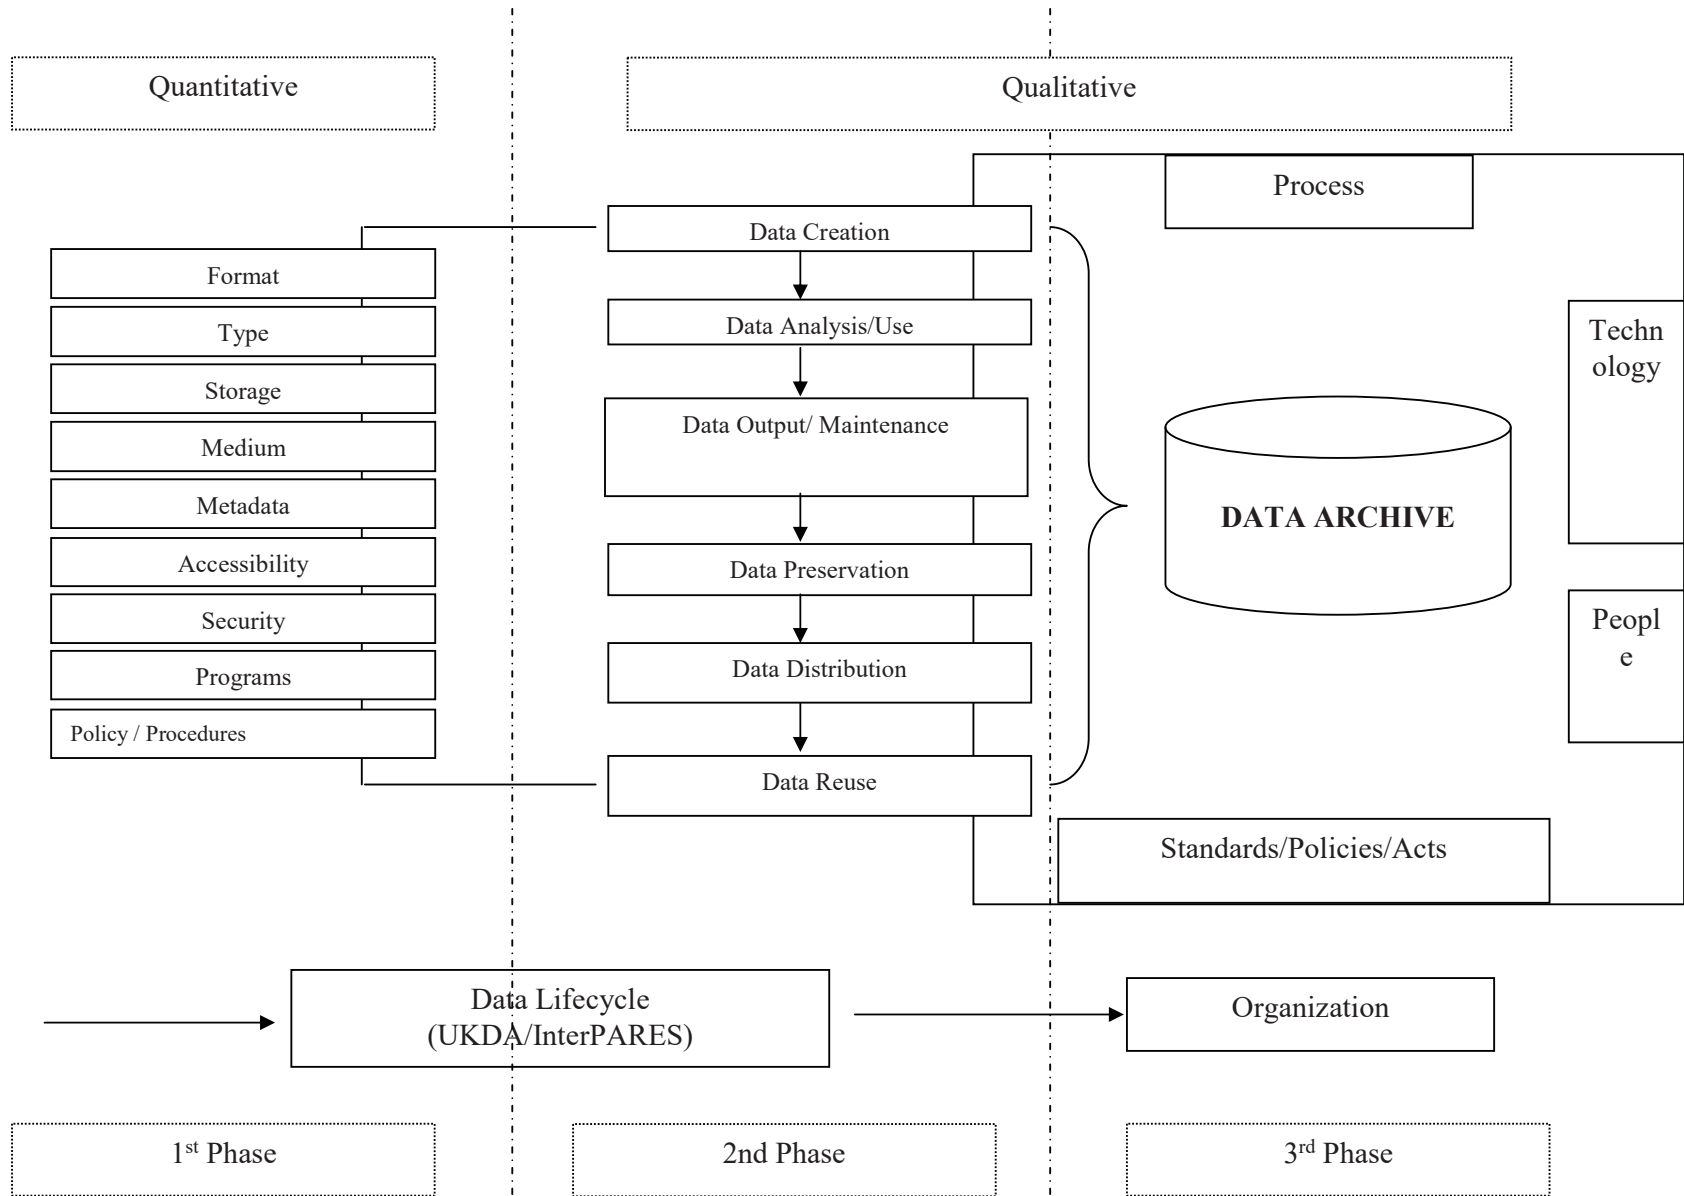 Quantitative
Qualitative
Process
Format
Type
Storage
Medium
Metadata
Accessibility
Security
Programs
Policy / Procedures
Data Creation
Data Analysis/Use
Data Output/ Maintenance
Data Preservation
Data Distribution
Data Reuse
DATA ARCHIVE
Techn
ology
Peopl
e
Standards/Policies/Acts
Data Lifecycle
(UKDA/InterPARES)
Organization
1st Phase
2nd Phase
3rd Phase